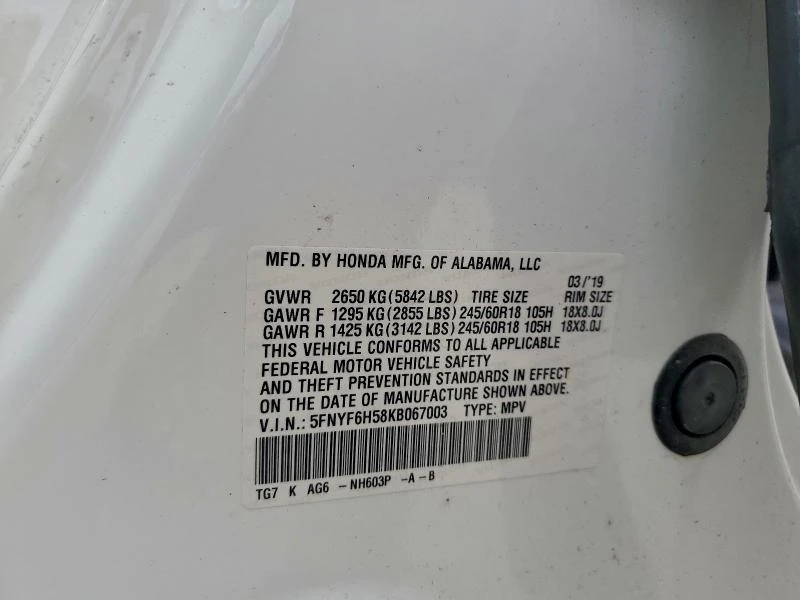 MFD. BY HONDA MFG. OF ALABAMA, LLC
03/'19
GVWR 2650 KG (5842 LBS) TIRE SIZE RIM SIZE
GAWR F 1295 KG (2855 LBS) 245/60R18 105H 18X8.0J
GAWR R 1425 KG (3142 LBS) 245/60R18 105H 18X8.0J
THIS VEHICLE CONFORMS TO ALL APPLICABLE
FEDERAL MOTOR VEHICLE SAFETY
AND THEFT PREVENTION STANDARDS IN EFFECT
ON THE DATE OF MANUFACTURE SHOWN ABOVE.
V.I.N.: 5FNYF6H58KB067003 TYPE: MPV
TG7 K AG6 -NH603P -A-B